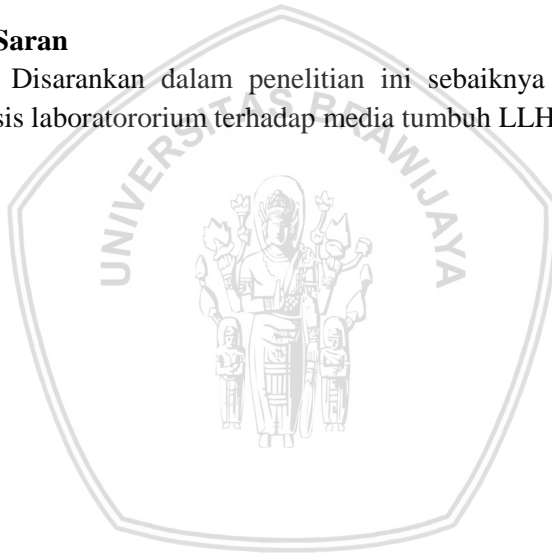 Saran
Disarankan dalam penelitian ini sebaiknya
sis laboratororium terhadap media tumbuh LLH
UNIVERSITAS BRAWIJAYA